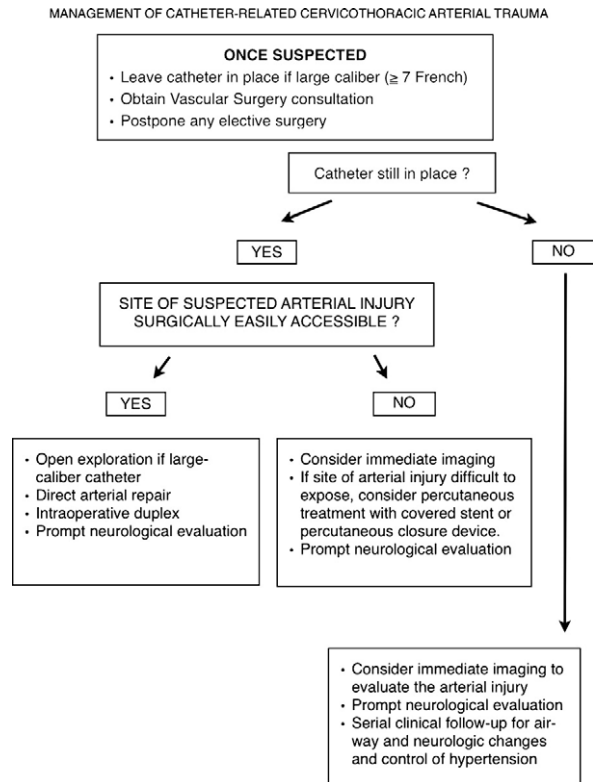 MANAGEMENT OF CATHETER-RELATED CERVICOTHORACIC ARTERIAL TRAUMA
ONCE SUSPECTED
• Leave catheter in place if large caliber (≧ 7 French)
• Obtain Vascular Surgery consultation
• Postpone any elective surgery
Catheter still in place ?
YES
NO
SITE OF SUSPECTED ARTERIAL INJURY
SURGICALLY EASILY ACCESSIBLE ?
YES
NO
• Open exploration if large-
caliber catheter
• Direct arterial repair
• Intraoperative duplex
• Prompt neurological evaluation
• Consider immediate imaging
• If site of arterial injury difficult to
expose, consider percutaneous
treatment with covered stent or
percutaneous closure device.
• Prompt neurological evaluation
• Consider immediate imaging to
evaluate the arterial injury
• Prompt neurological evaluation
• Serial clinical follow-up for air-
way and neurologic changes
and control of hypertension